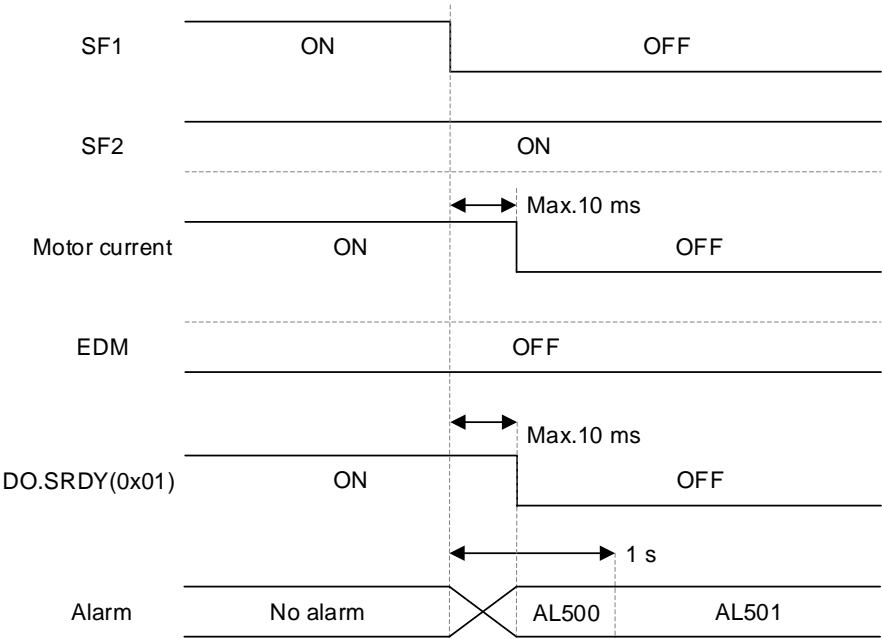 SF1 ON OFF
SF2 ON
Max.10 ms
Motor current ON OFF
EDM OFF
Max.10 ms
DO.SRDY(0x01) ON OFF
1 s
Alarm No alarm AL500 AL501